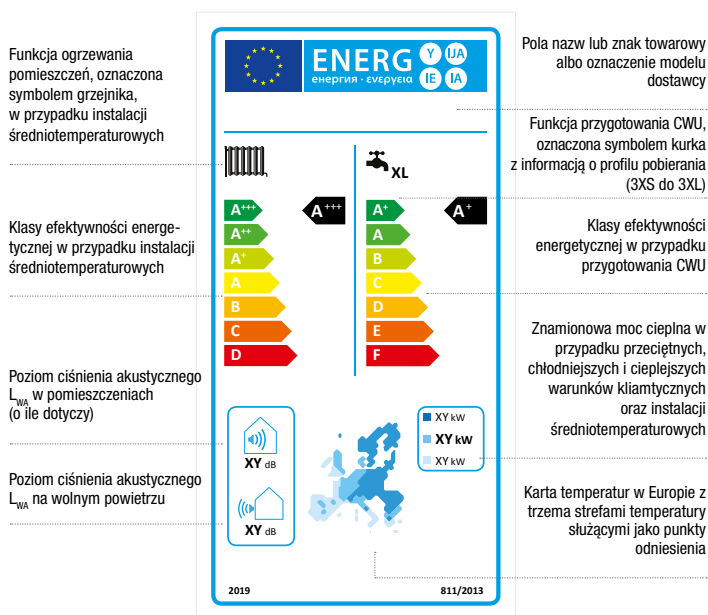 Funkcja ogrzewania
pomieszczeń, oznaczona
symbolem grzejnika,
w przypadku instalacji
średniotemperaturowych
Klasy efektywności energe-
tycznej w przypadku instalacji
średniotemperaturowych
Poziom ciśnienia akustycznego
LWA w pomieszczeniach
(o ile dotyczy)
Poziom ciśnienia akustycznego
LWA na wolnym powietrzu
ENERG
енергия · ενεργεια
Y
IJA
IE
IA
XL
A+++
A++
A+
A
B
C
D
A+++
A+
A
B
C
D
E
F
A+
XY dB
XY dB
XY kW
XY kW
XY kW
2019
811/2013
Pola nazw lub znak towarowy
albo oznaczenie modelu
dostawcy
Funkcja przygotowania CWU,
oznaczona symbolem kurka
z informacją o profilu pobierania
(3XS do 3XL)
Klasy efektywności
energetycznej w przypadku
przygotowania CWU
Znamionowa moc cieplna w
przypadku przeciętnych,
chłodniejszych i cieplejszych
warunków kliamtycznych
oraz instalacji
średniotemperaturowych
Karta temperatur w Europie z
trzema strefami temperatury
służącymi jako punkty
odniesienia